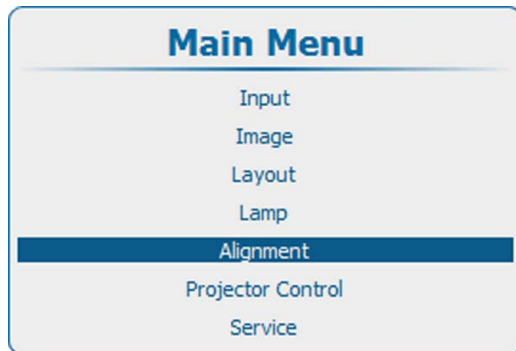 Main Menu
Input
Image
Layout
Lamp
Alignment
Projector Control
Service